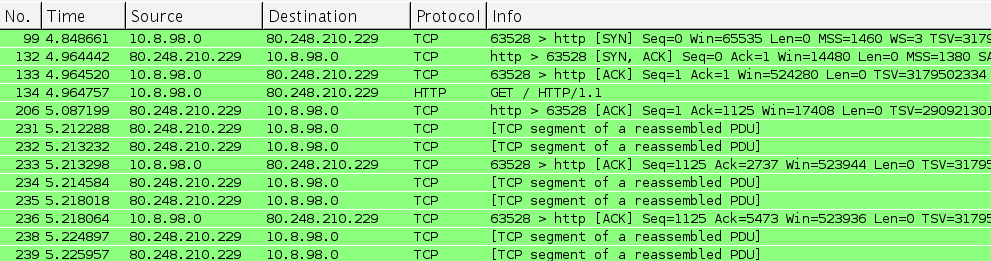 No. Time Source Destination Protocol Info
99 4.848661 10.8.98.0 80.248.210.229 TCP 63528 > http [SYN] Seq=0 Win=65535 Len=0 MSS=1460 WS=3 TSV=3179
132 4.964442 80.248.210.229 10.8.98.0 TCP http > 63528 [SYN, ACK] Seq=0 Ack=1 Win=14480 Len=0 MSS=1380 SA
133 4.964520 10.8.98.0 80.248.210.229 TCP 63528 > http [ACK] Seq=1 Ack=1 Win=524280 Len=0 TSV=3179502334
134 4.964757 10.8.98.0 80.248.210.229 HTTP GET / HTTP/1.1
206 5.087199 80.248.210.229 10.8.98.0 TCP http > 63528 [ACK] Seq=1 Ack=1125 Win=17408 Len=0 TSV=290921301
231 5.212288 80.248.210.229 10.8.98.0 TCP [TCP segment of a reassembled PDU]
232 5.213232 80.248.210.229 10.8.98.0 TCP [TCP segment of a reassembled PDU]
233 5.213298 10.8.98.0 80.248.210.229 TCP 63528 > http [ACK] Seq=1125 Ack=2737 Win=523944 Len=0 TSV=31795
234 5.214584 80.248.210.229 10.8.98.0 TCP [TCP segment of a reassembled PDU]
235 5.218018 80.248.210.229 10.8.98.0 TCP [TCP segment of a reassembled PDU]
236 5.218064 10.8.98.0 80.248.210.229 TCP 63528 > http [ACK] Seq=1125 Ack=5473 Win=523936 Len=0 TSV=31795
238 5.224897 80.248.210.229 10.8.98.0 TCP [TCP segment of a reassembled PDU]
239 5.225957 80.248.210.229 10.8.98.0 TCP [TCP segment of a reassembled PDU]